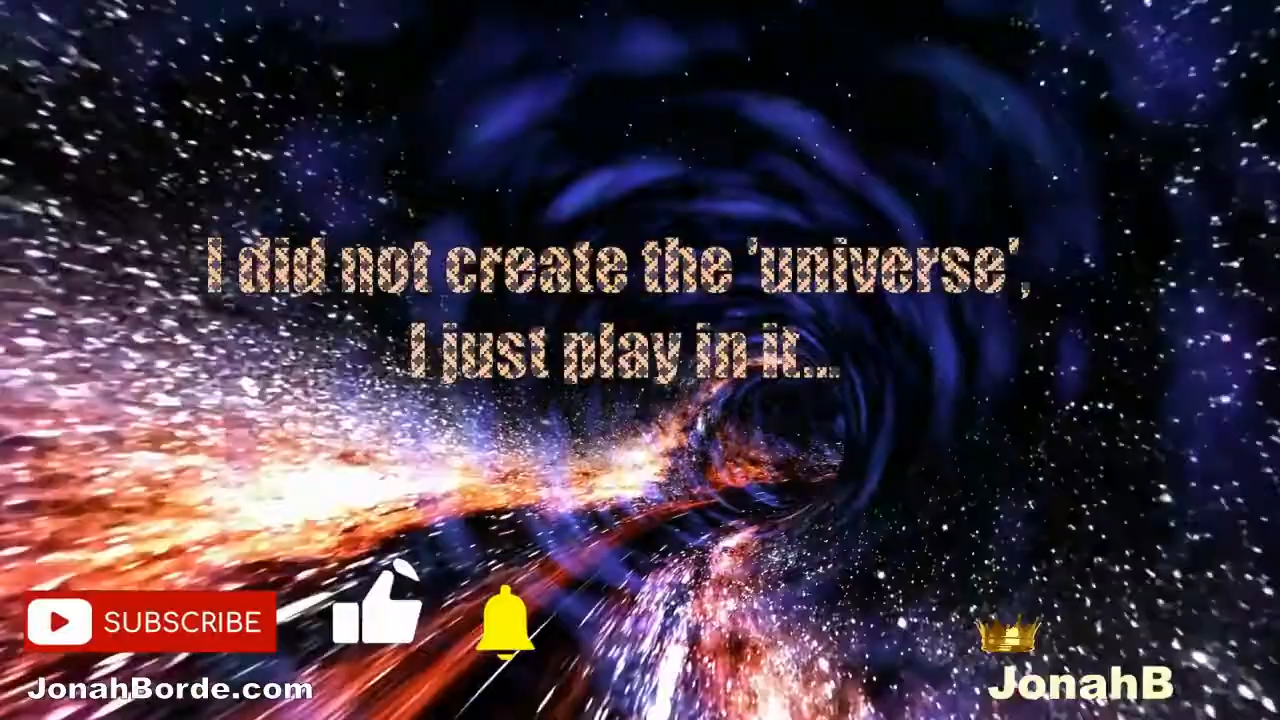 I did not create the 'universe',
I just play in it...
SUBSCRIBE
JonahBorde.com
JonahB